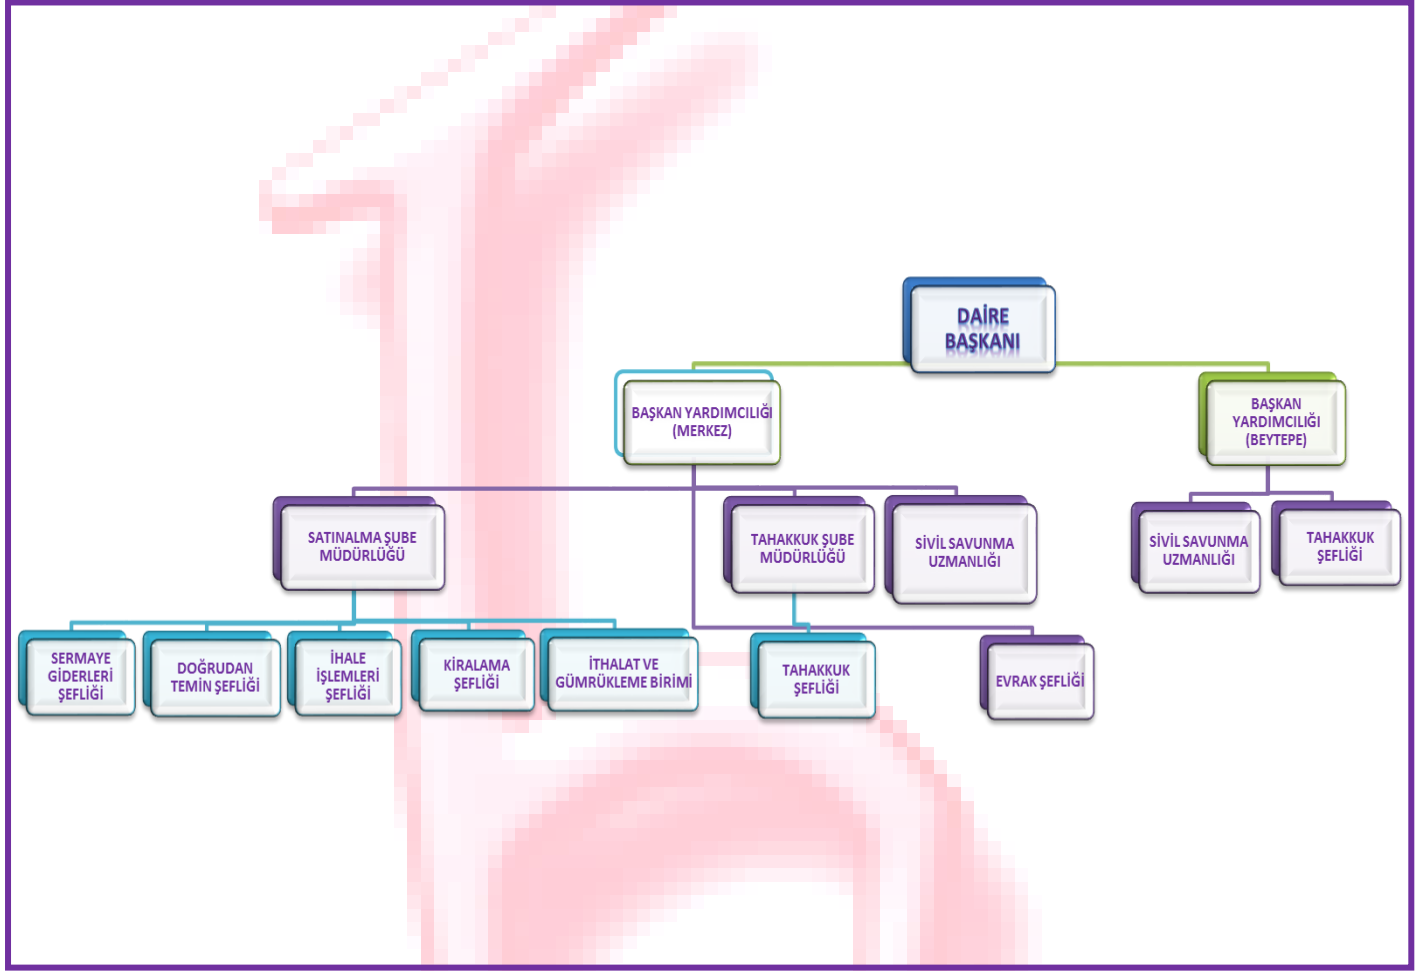 DAİRE
BAŞKANI
BAŞKAN YARDIMCILIĞI
(MERKEZ)
BAŞKAN
YARDIMCILIĞI
(BEYTEPE)
SATINALMA ŞUBE
MÜDÜRLÜĞÜ
TAHAKKUK ŞUBE
MÜDÜRLÜĞÜ
SİVİL SAVUNMA
UZMANLIĞI
SİVİL SAVUNMA
UZMANLIĞI
TAHAKKUK
ŞEFLİĞİ
SERMAYE
GİDERLERİ
ŞEFLİĞİ
DOĞRUDAN
TEMİN ŞEFLİĞİ
İHALE
İŞLEMLERİ
ŞEFLİĞİ
KİRALAMA
ŞEFLİĞİ
İTHALAT VE
GÜMRÜKLEME BİRİMİ
TAHAKKUK
ŞEFLİĞİ
EVRAK ŞEFLİĞİ